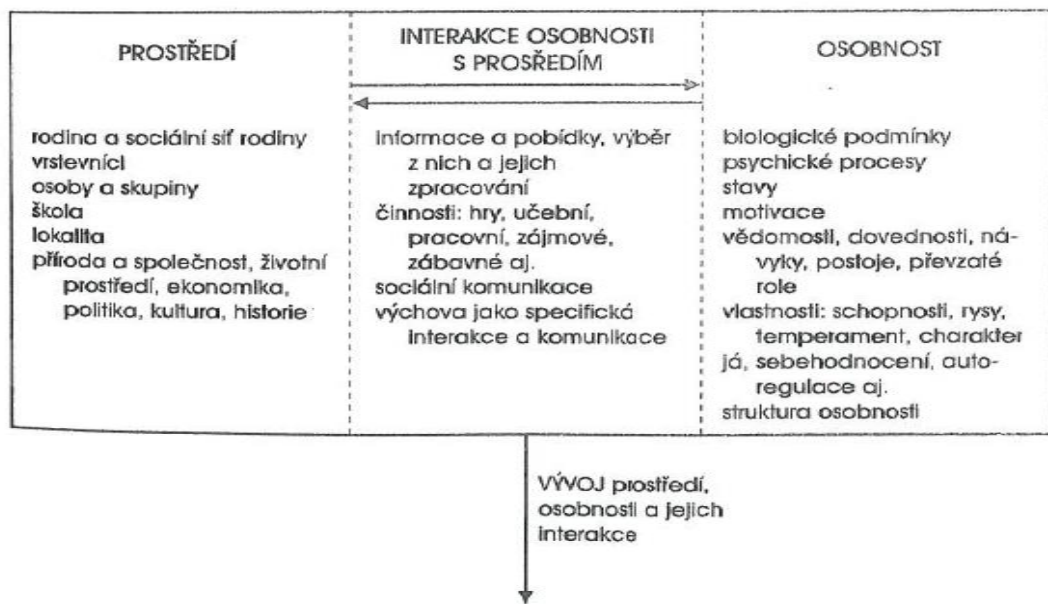 PROSTŘEDÍ
rodina a sociální síť rodiny
vrstevníci
osoby a skupiny
škola
lokalita
příroda a společnost, životní
prostředí, ekonomika,
politika, kultura, historie
INTERAKCE OSOBNOSTI
S PROSŘEDÍM
informace a pobídky, výběr
z nich a jejich
zpracování
činnosti: hry, učební,
pracovní, zájmové,
zábavné aj.
sociální komunikace
výchova jako specifická
interakce a komunikace
OSOBNOST
biologické podmínky
psychické procesy
stavy
motivace
vědomosti, dovednosti, ná-
vyky, postoje, převzaté
role
vlastnosti: schopnosti, rysy,
temperament, charakter
já, sebehodnocení, auto-
regulace aj.
struktura osobnosti
VÝVOJ prostředí,
osobnosti a jejich
interakce